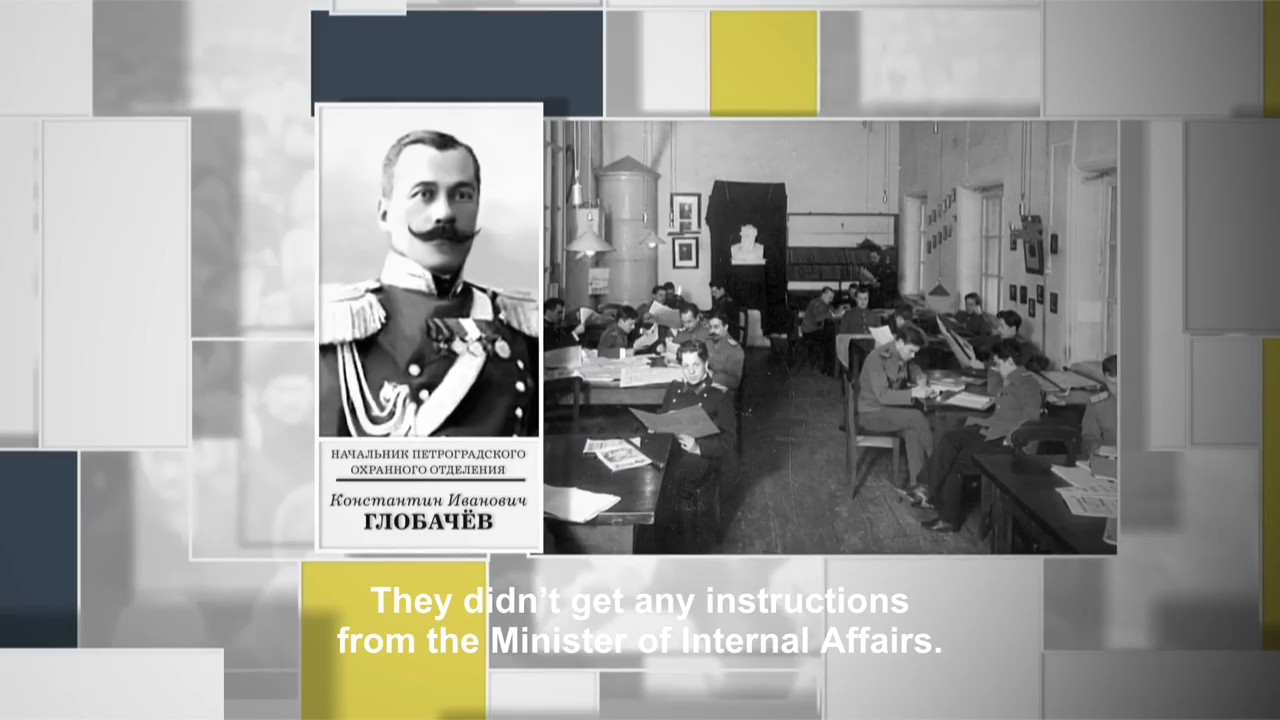 НАЧАЛЬНИК ПЕТРОГРАДСКОГО
ОХРАННОГО ОТДЕЛЕНИЯ
Константин Иванович
ГЛОБАЧЁВ
They didn’t get any instructions
from the Minister of Internal Affairs.